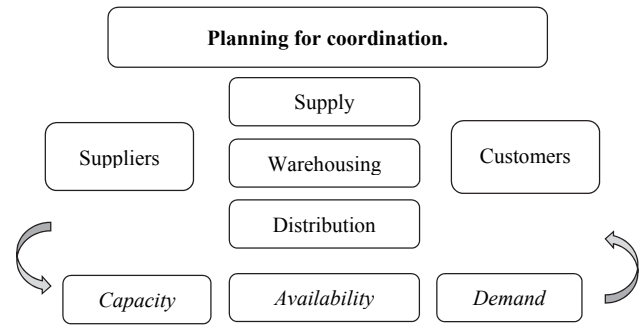 Planning for coordination.
Supply
Suppliers
Warehousing
Customers
Distribution
Capacity
Availability
Demand